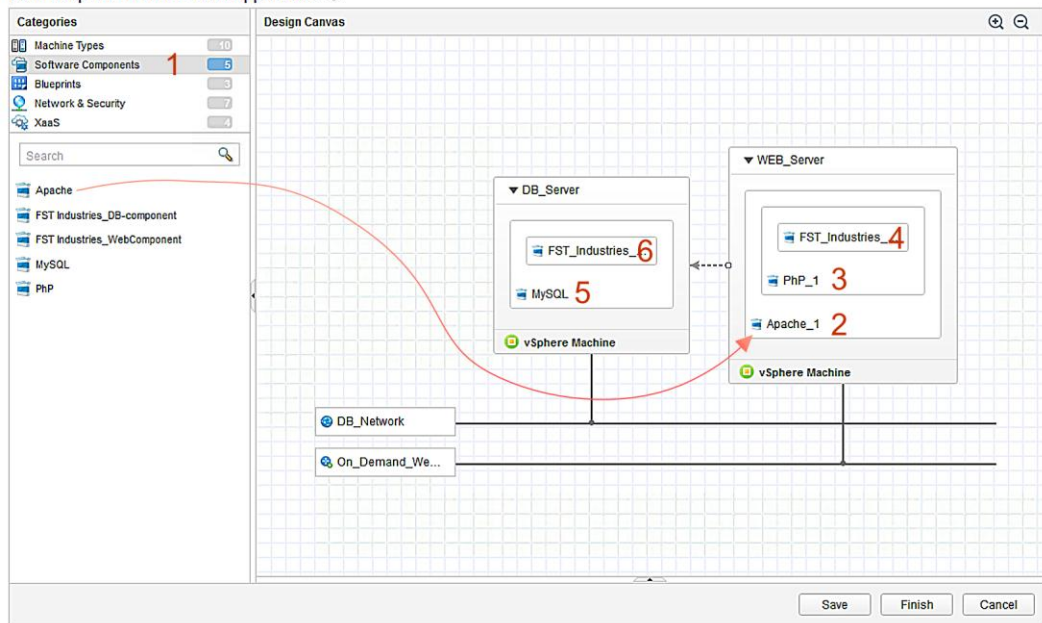 Categories
Machine Types 10
Software Components 1 5
Blueprints 3
Network & Security 7
XaaS 4
Search
Apache
FST Industries_DB-component
FST Industries_WebComponent
MySQL
PhP
Design Canvas
DB_Server
FST_Industries_... 6
MySQL 5
vSphere Machine
WEB_Server
FST_Industries_ 4
PhP_1 3
Apache_1 2
vSphere Machine
DB_Network
On_Demand_We...
Save Finish Cancel